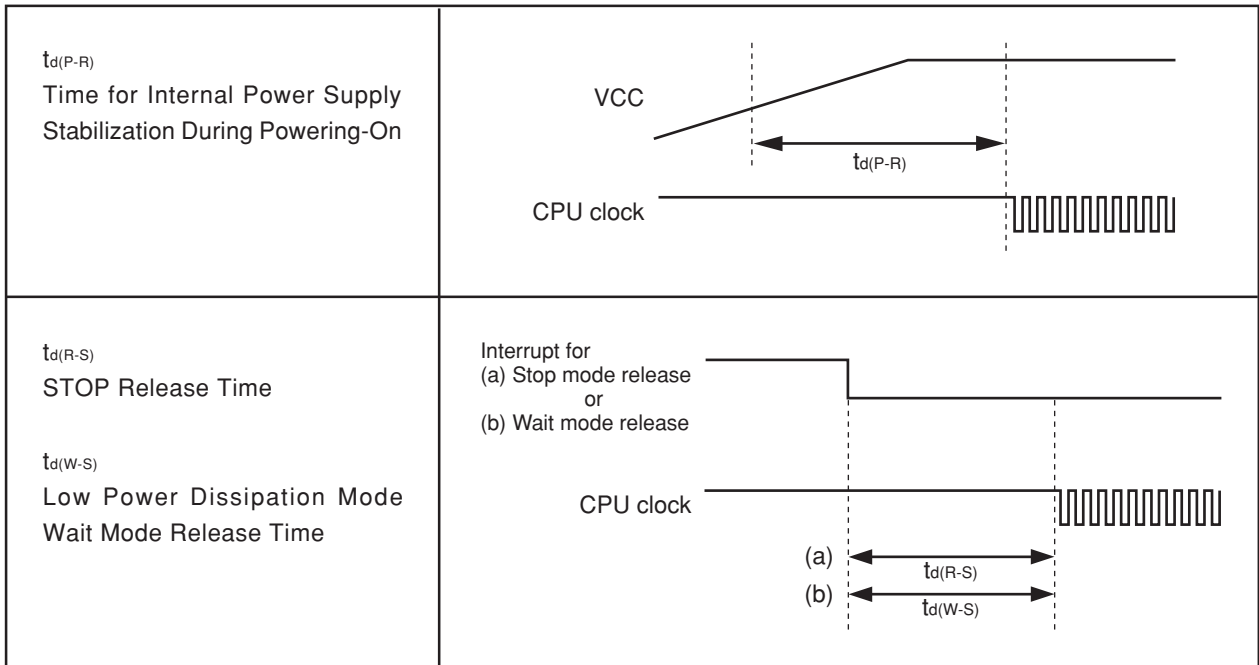 td(P-R)
Time for Internal Power Supply
Stabilization During Powering-On
VCC
td(P-R)
CPU clock
td(R-S)
STOP Release Time
td(W-S)
Low Power Dissipation Mode
Wait Mode Release Time
Interrupt for
(a) Stop mode release
or
(b) Wait mode release
CPU clock
(a)
td(R-S)
(b)
td(W-S)